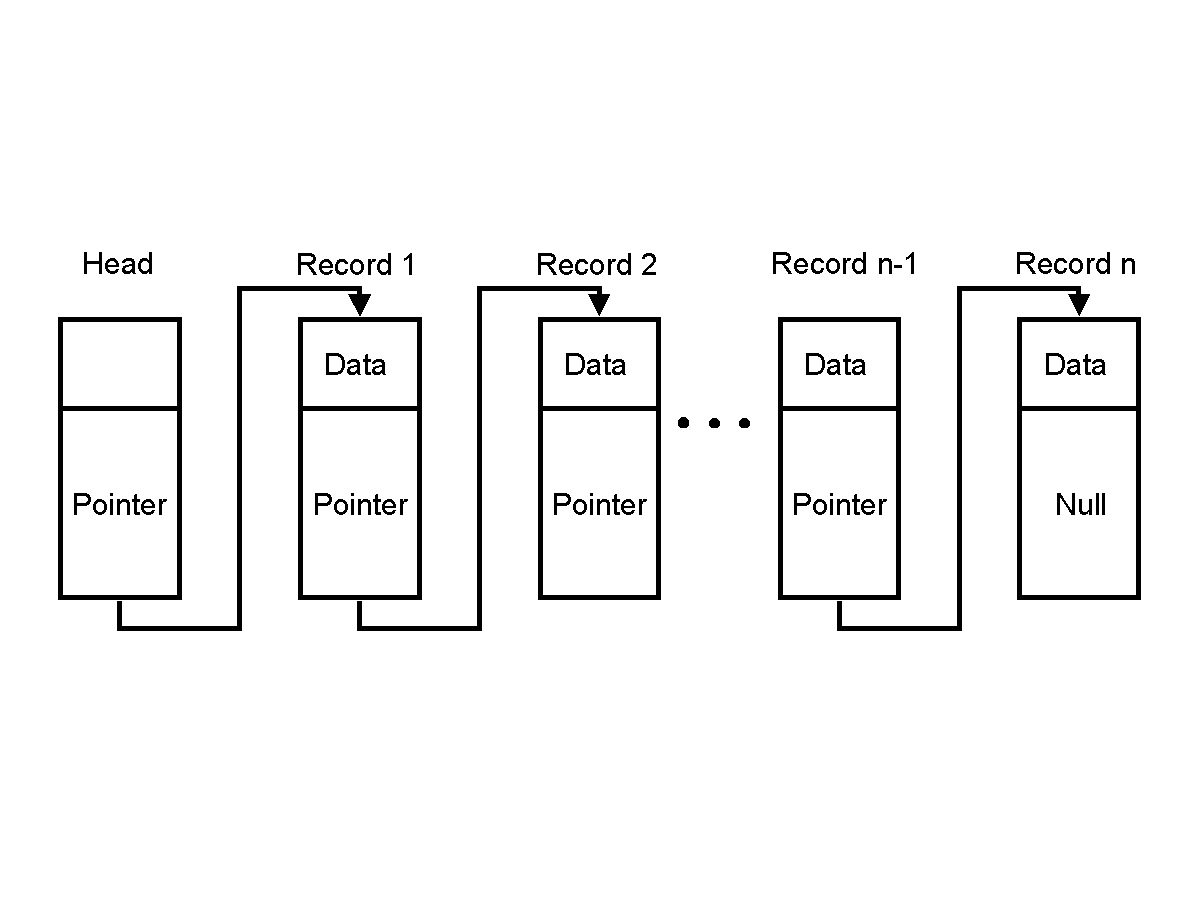 Head
Record 1
Record 2
Record n-1
Record n
Data
Data
Data
Data
Pointer
Pointer
Pointer
Pointer
Null